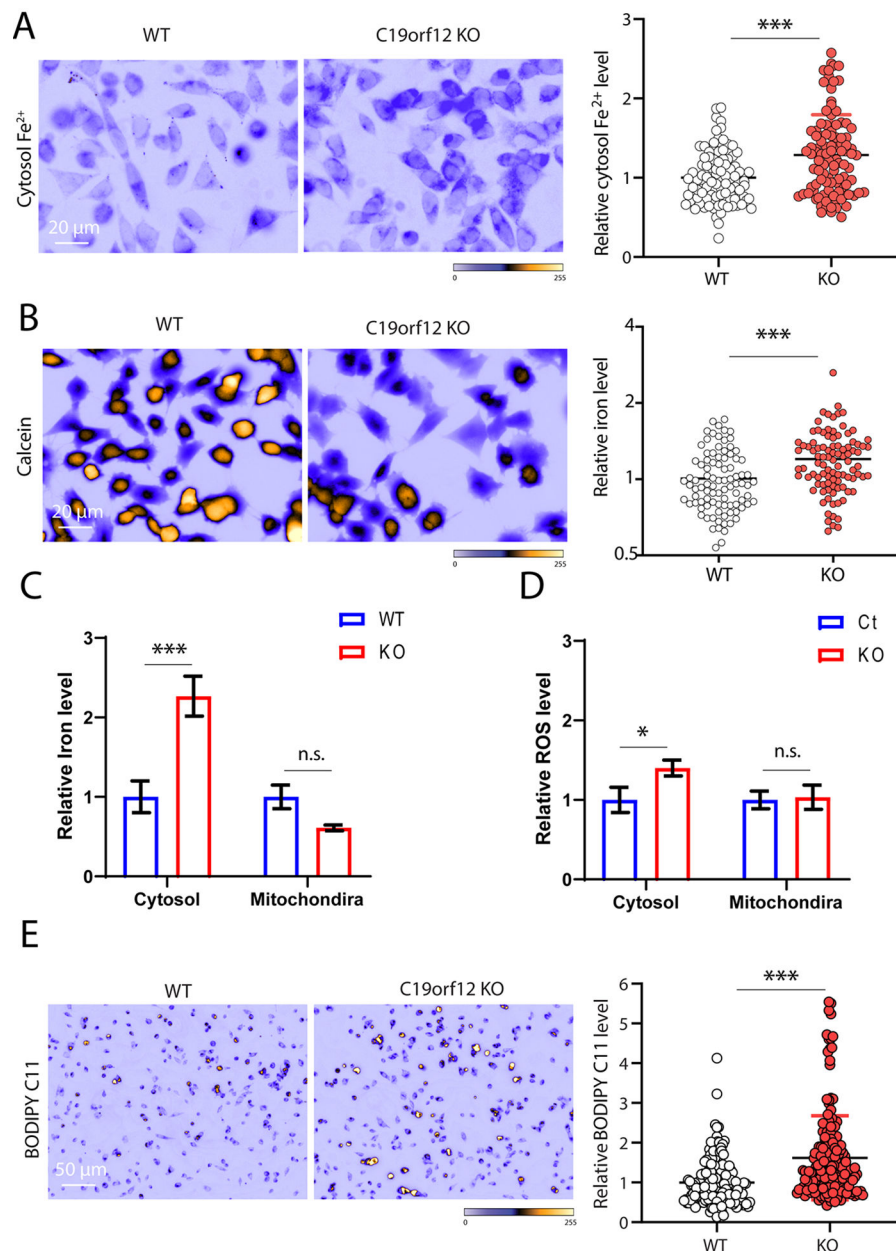 A
WT
C19orf12 KO
Cytosol Fe²⁺
20 µm
0
255
***
Relative cytosol Fe²⁺ level
3
2
1
0
WT
KO
B
WT
C19orf12 KO
Calcein
20 µm
0
255
***
Relative iron level
4
2
1
0.5
WT
KO
C
WT
KO
***
n.s.
Relative Iron level
3
2
1
0
Cytosol
Mitochondira
D
Ct
KO
*
n.s.
Relative ROS level
3
2
1
0
Cytosol
Mitochondira
E
WT
C19orf12 KO
BODIPY C11
50 µm
0
255
***
Relative BODIPY C11 level
6
5
4
3
2
1
0
WT
KO